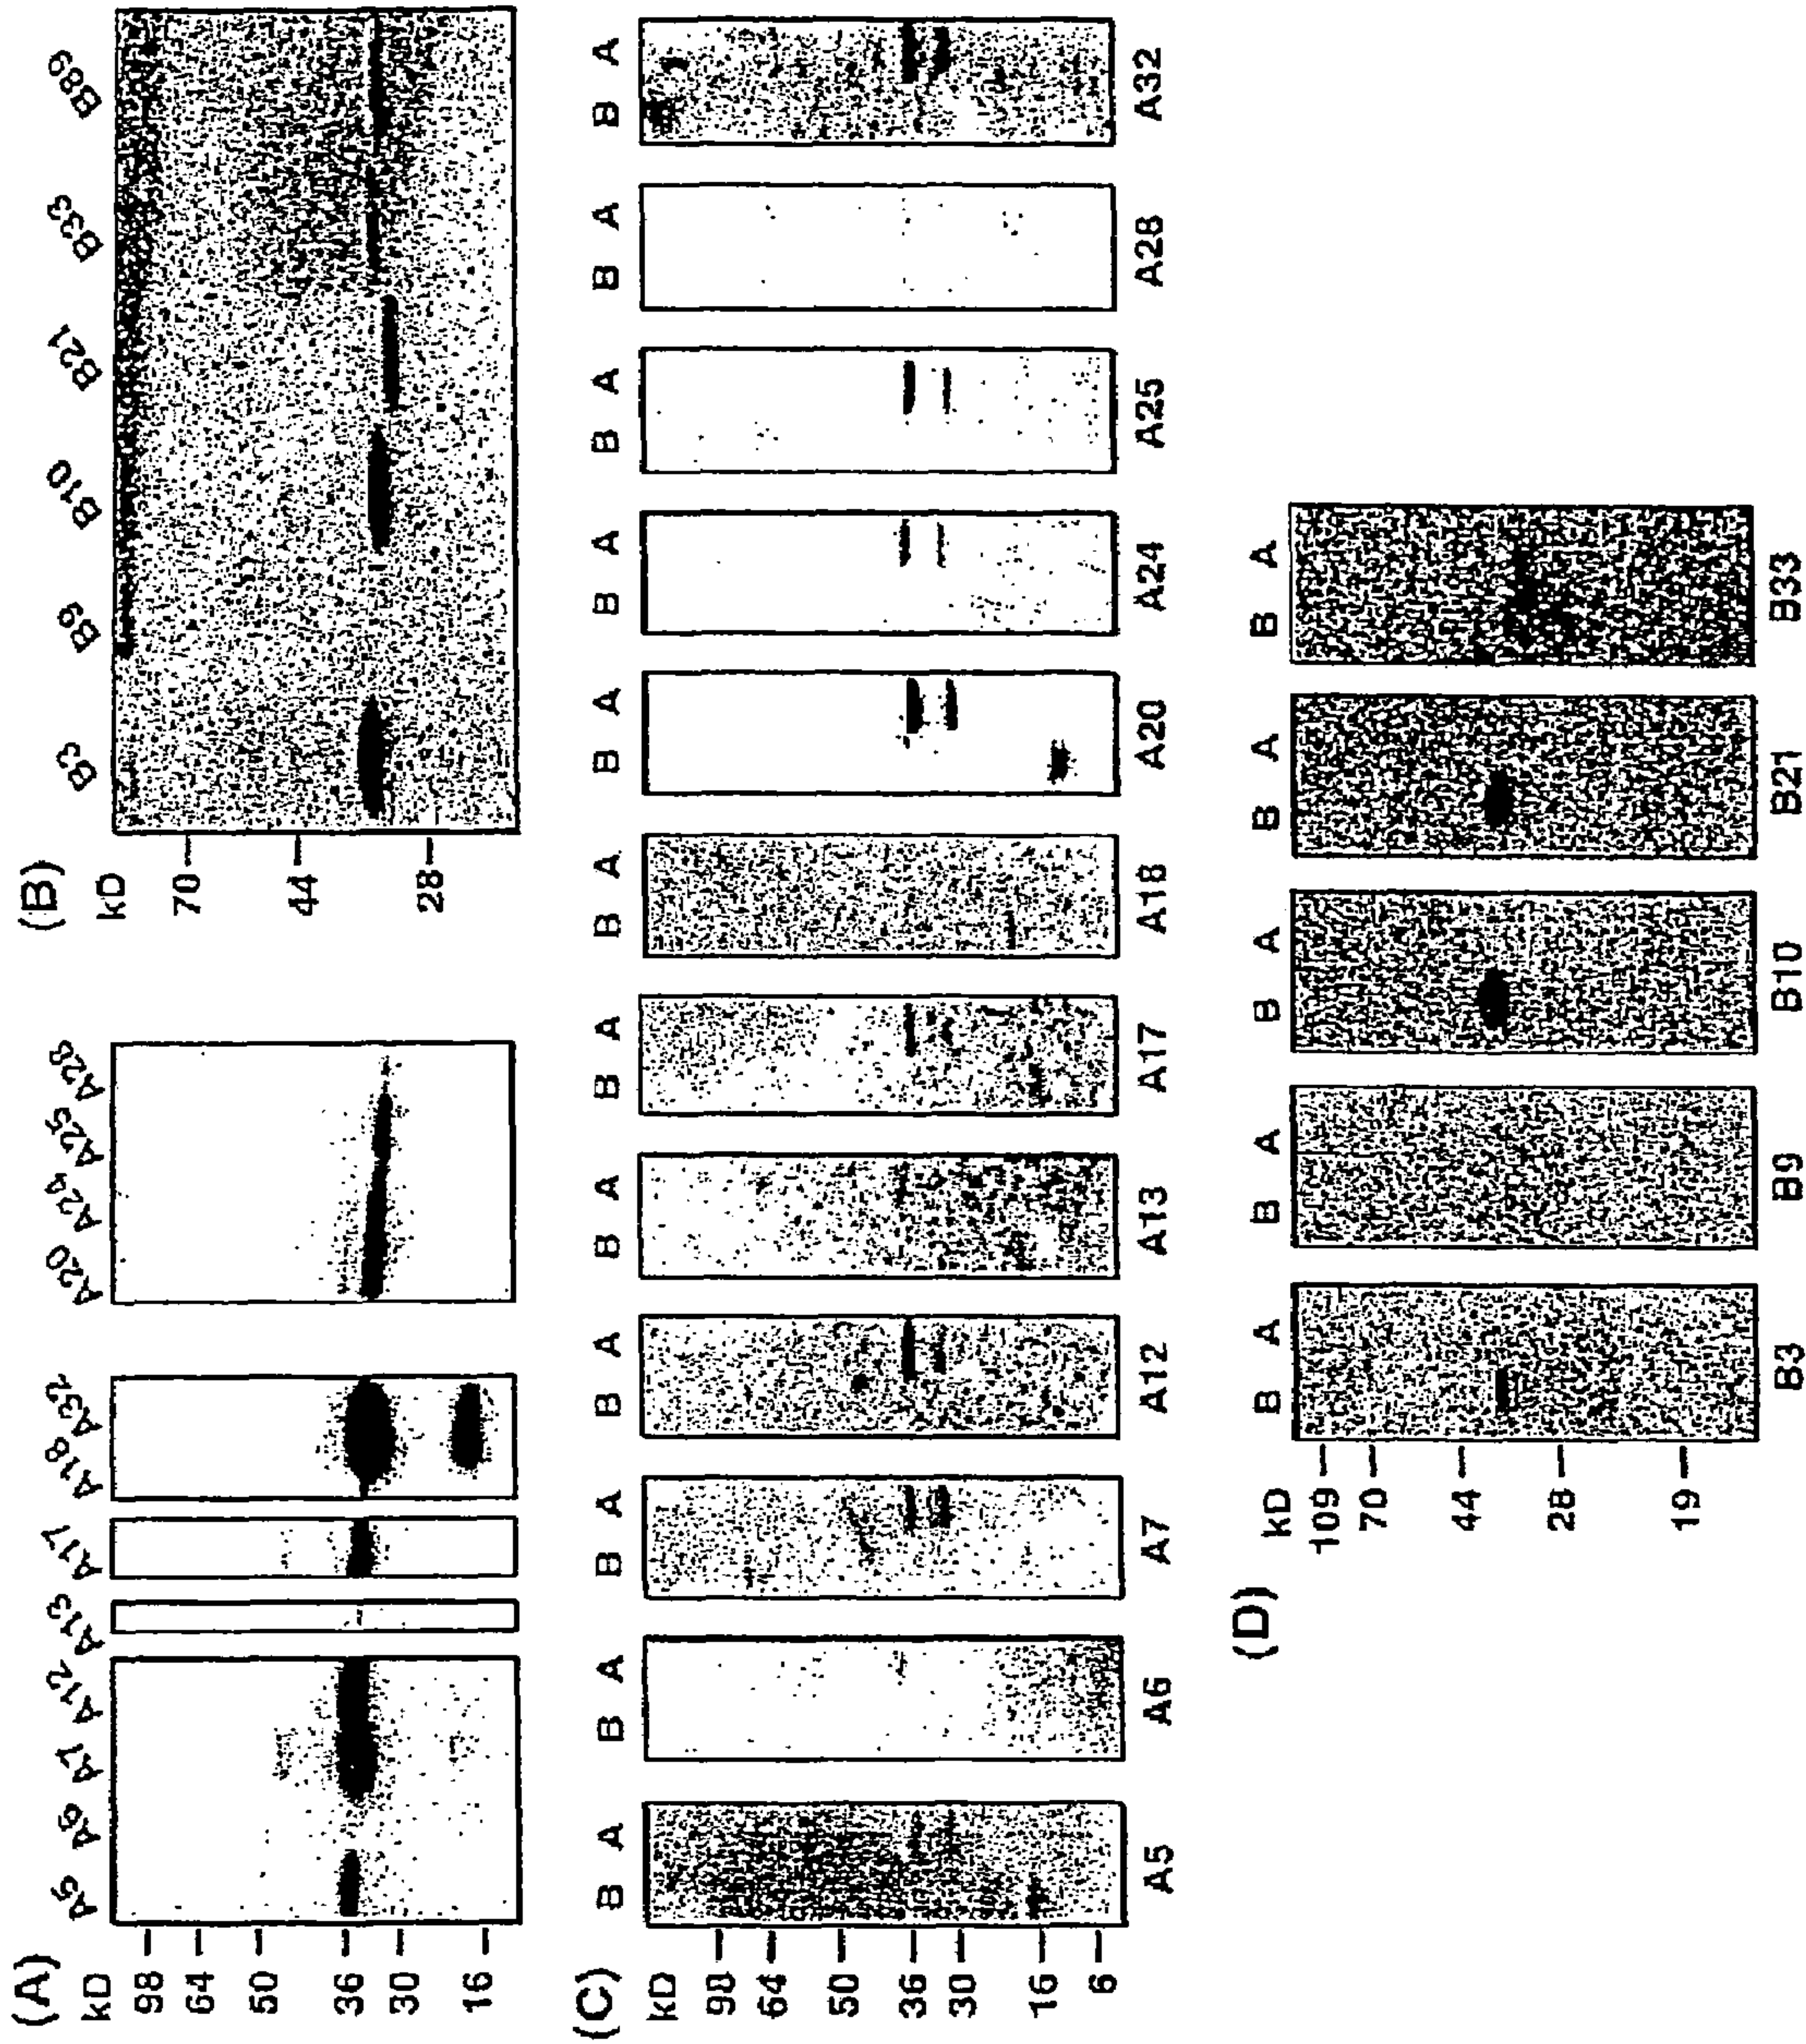 (A)
A5 A6 A7 A12 A13 A17 A18 A32 A20 A24 A25 A28
kD
98
64
50
36
30
16
(B)
B3 B9 B10 B21 B33 B89
kD
70
44
28
(C)
B A B A B A B A B A B A B A B A B A B A B A B A
kD
98
64
50
36
30
16
6
A5 A6 A7 A12 A13 A17 A18 A20 A24 A25 A28 A32
(D)
B A B A B A B A B A
kD
109
70
44
28
19
B3 B9 B10 B21 B33